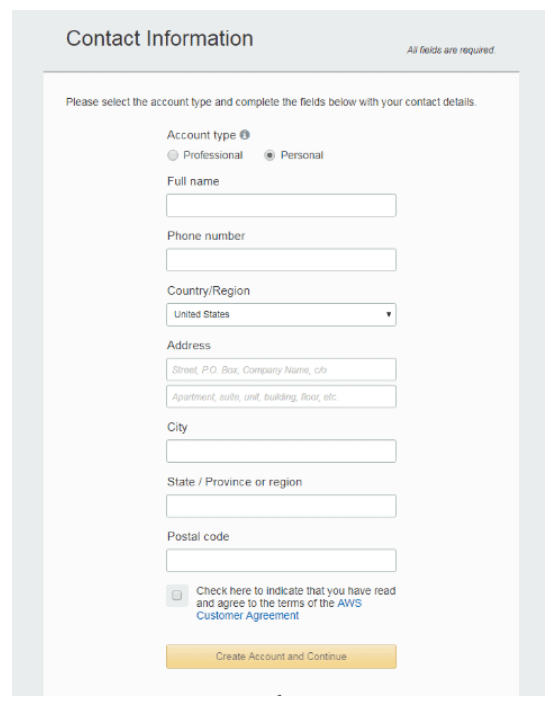 Contact Information
All fields are required.
Please select the account type and complete the fields below with your contact details.
Account type
Professional Personal
Full name
Phone number
Country/Region
United States
Address
Street, P.O. Box, Company Name, c/o
Apartment, suite, unit, building, floor, etc.
City
State / Province or region
Postal code
Check here to indicate that you have read
and agree to the terms of the AWS
Customer Agreement
Create Account and Continue